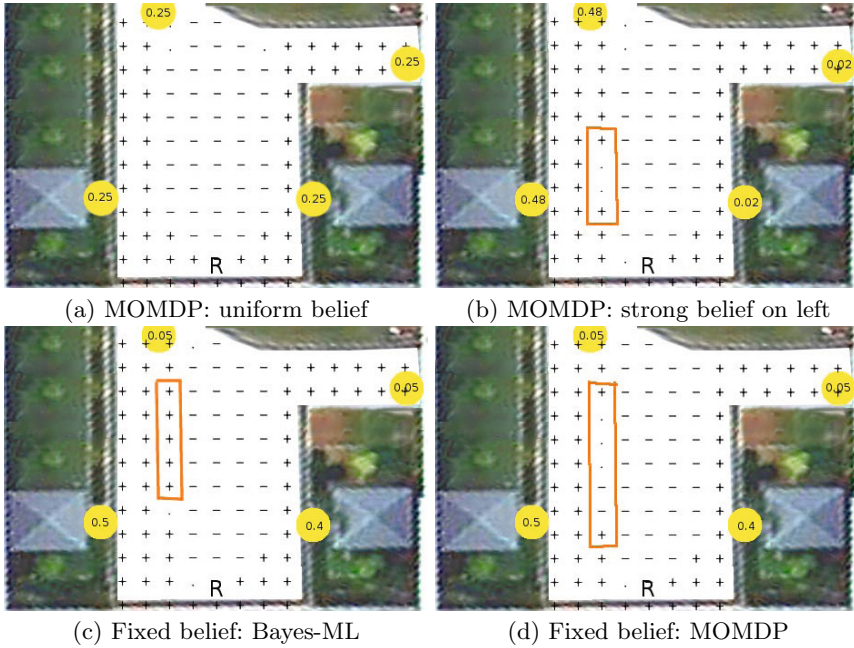 0.25 0.48
0.25 0.02
0.25 0.25 0.48 0.02
R R
(a) MOMDP: uniform belief (b) MOMDP: strong belief on left
0.05 0.05
0.05 0.05
0.5 0.4 0.5 0.4
R R
(c) Fixed belief: Bayes-ML (d) Fixed belief: MOMDP